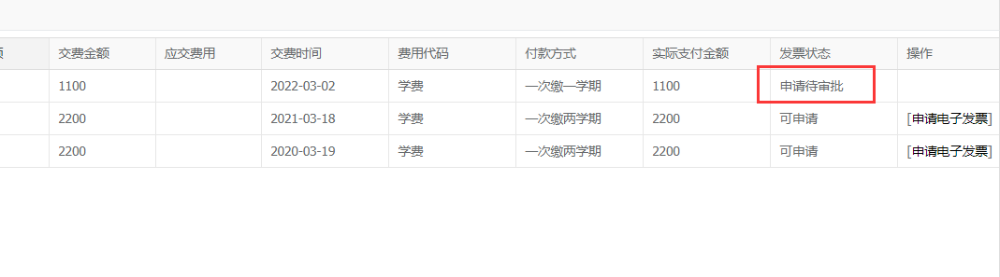 交费金额 应交费用 交费时间 费用代码 付款方式 实际支付金额 发票状态 操作
1100 2022-03-02 学费 一次缴一学期 1100 申请待审批
2200 2021-03-18 学费 一次缴两学期 2200 可申请 [申请电子发票]
2200 2020-03-19 学费 一次缴两学期 2200 可申请 [申请电子发票]